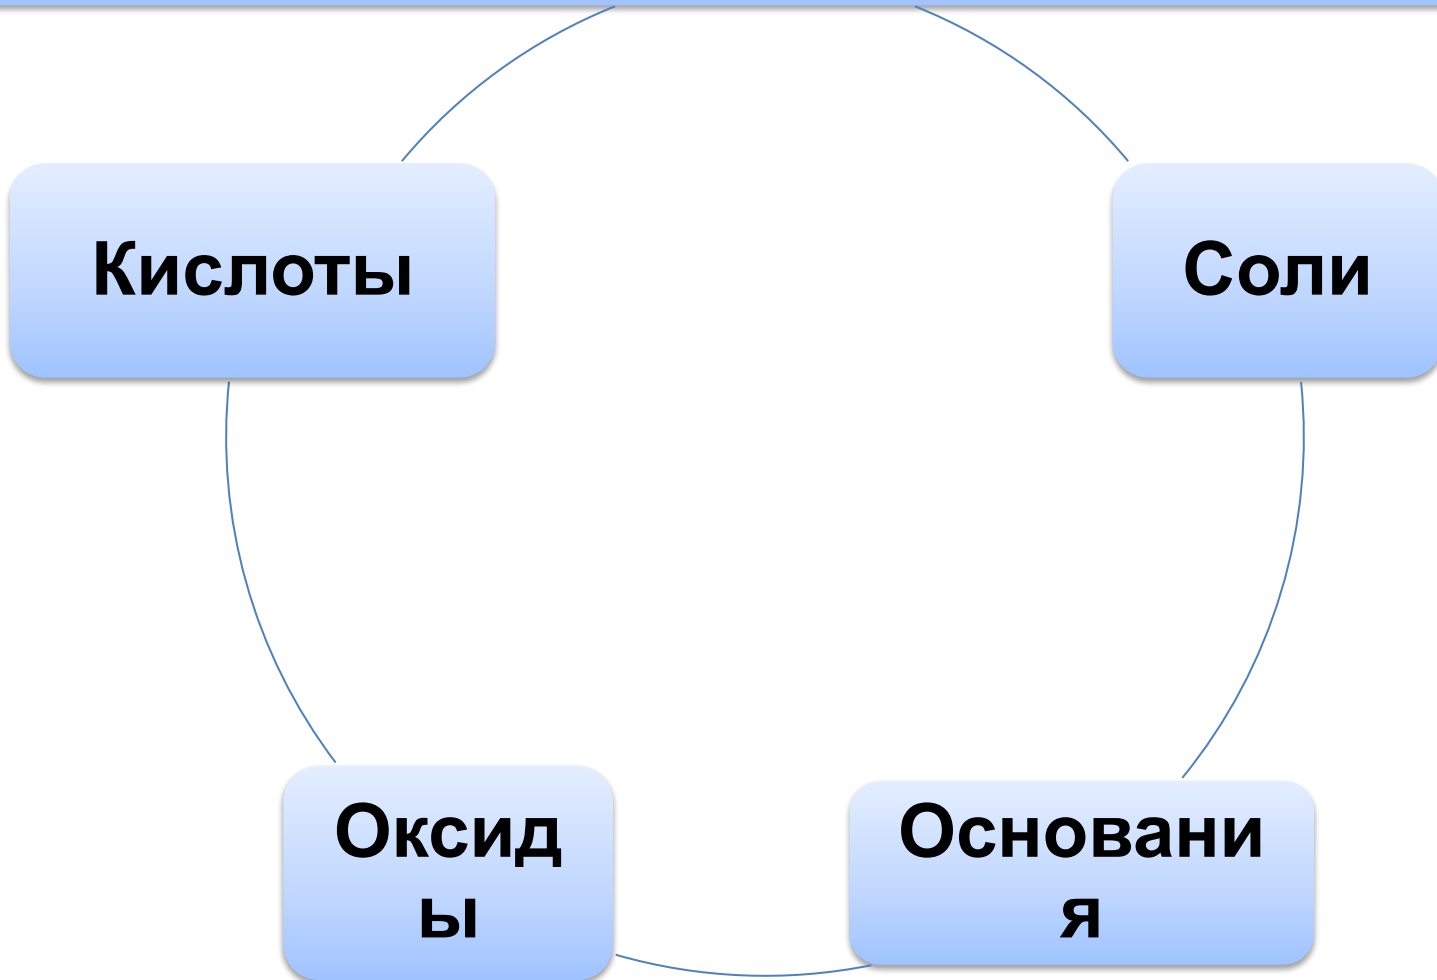 Кислоты
Соли
Оксид
ы
Основани
я